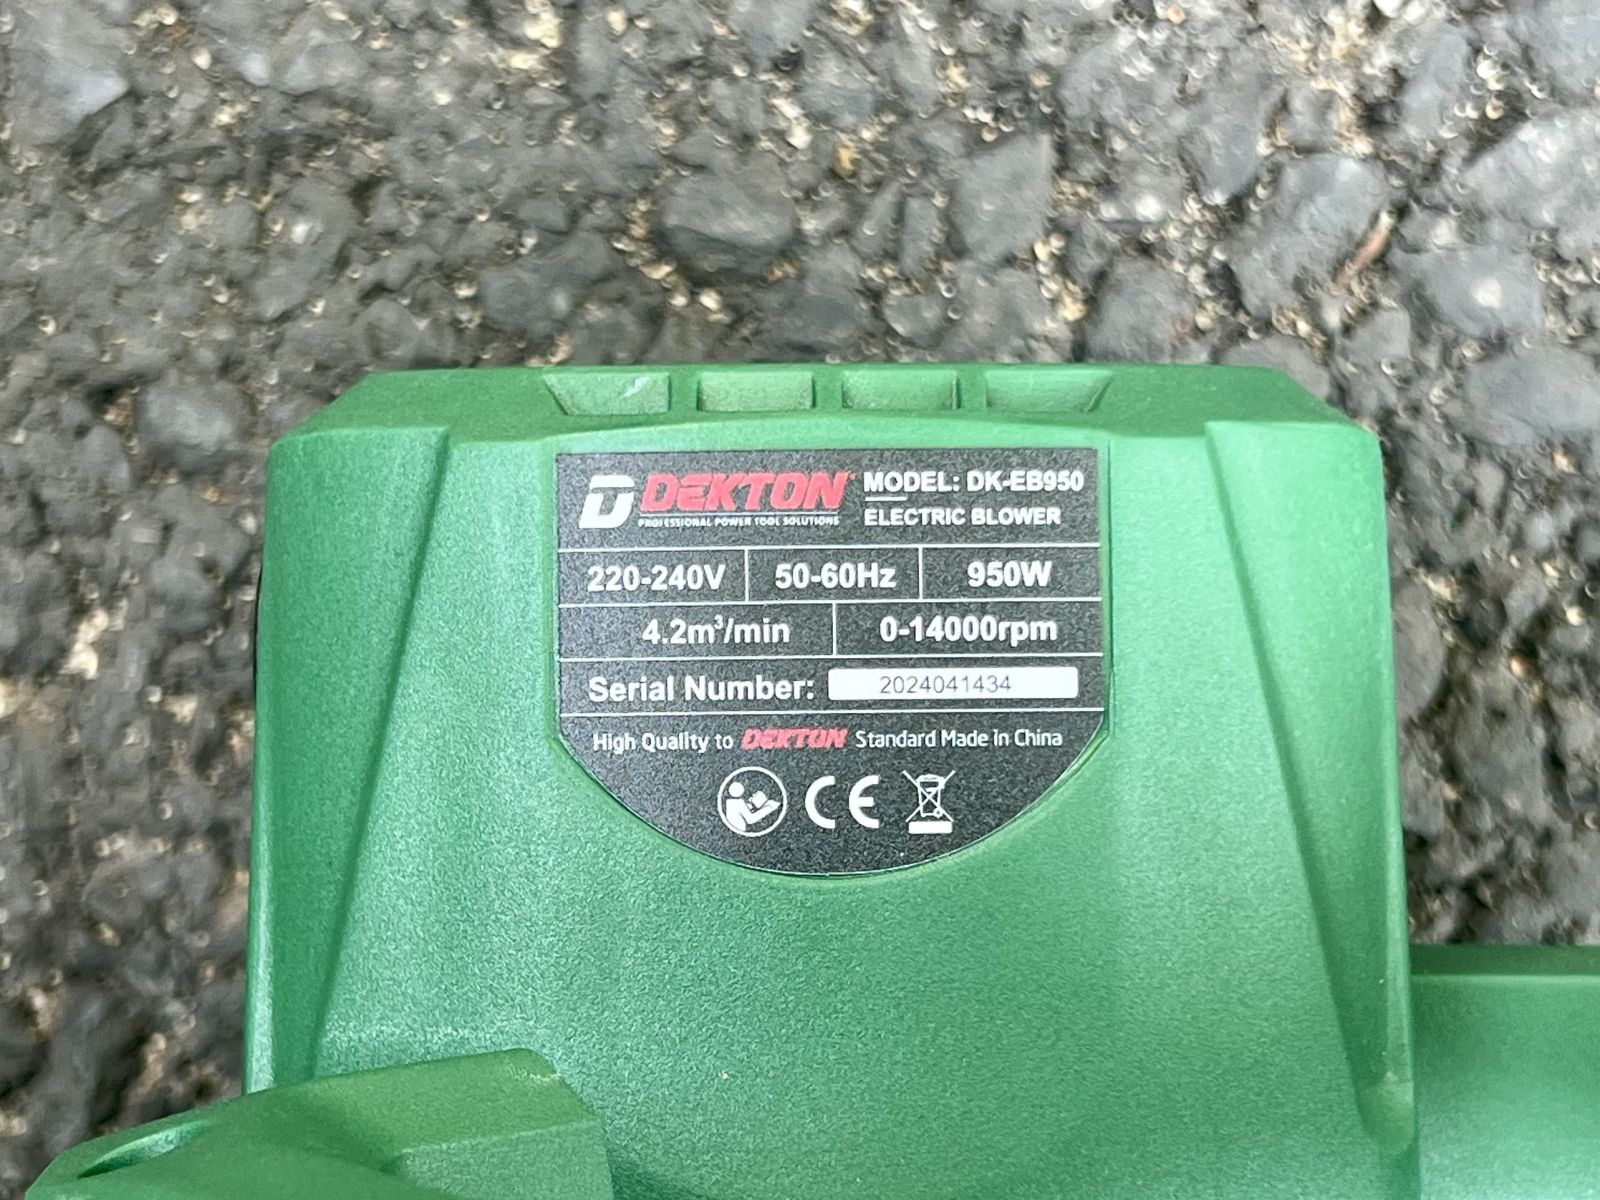 DEKTON
PROFESSIONAL POWER TOOL SOLUTIONS
MODEL: DK-EB950
ELECTRIC BLOWER
220-240V 50-60Hz 950W
4.2m³/min 0-14000rpm
Serial Number: 2024041434
High Quality to DEKTON Standard Made in China
CE